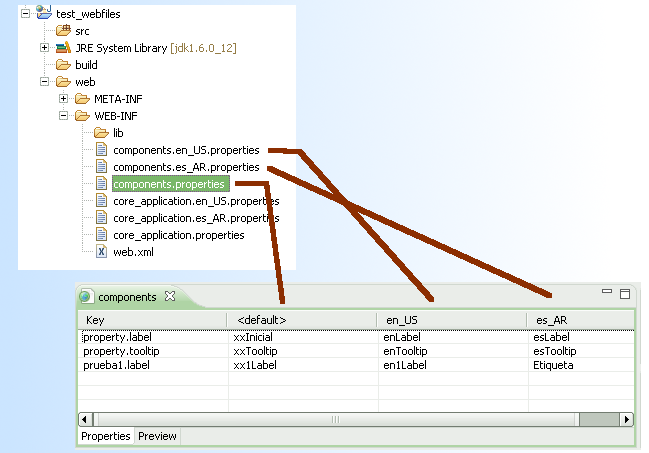 test_webfiles
src
JRE System Library [jdk1.6.0_12]
build
web
META-INF
WEB-INF
lib
components.en_US.properties
components.es_AR.properties
components.properties
core_application.en_US.properties
core_application.es_AR.properties
core_application.properties
web.xml
components
Key <default> en_US es_AR
property.label xxInicial enLabel esLabel
property.tooltip xxTooltip enTooltip esTooltip
prueba1.label xx1Label en1Label Etiqueta
Properties Preview